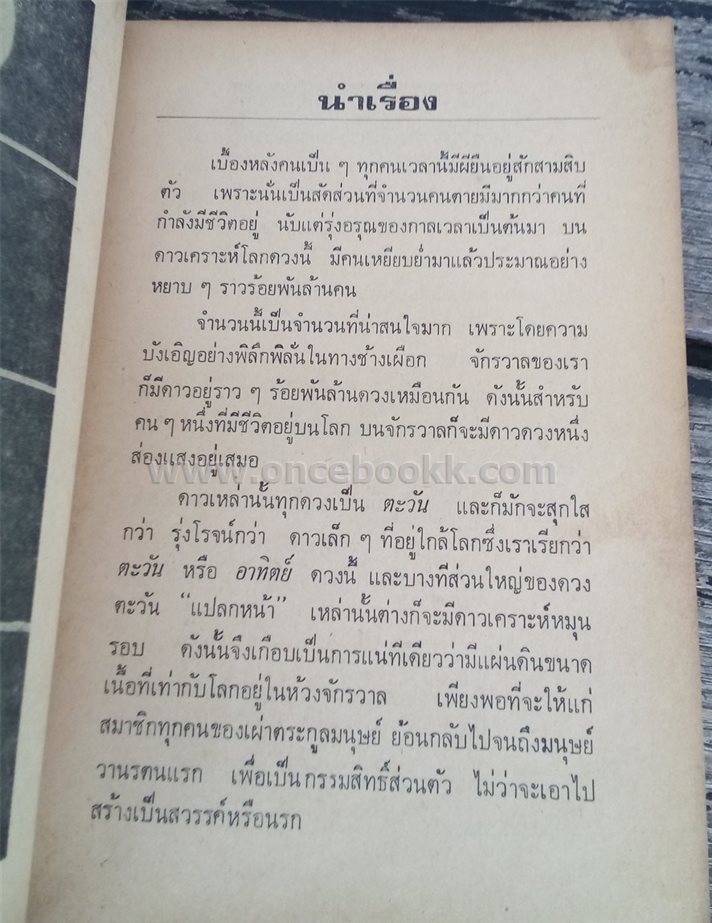 นำเรื่อง
เบื้องหลังคนเป็น ๆ ทุกคนเวลานี้มีผียืนอยู่สักสามสิบ
ตัว เพราะนั่นเป็นสัดส่วนที่จำนวนคนตายมีมากกว่าคนที่
กำลังมีชีวิตอยู่ นับแต่รุ่งอรุณของกาลเวลาเป็นต้นมา บน
ดาวเคราะห์โลกดวงนี้ มีคนเหยียบย่ำมาแล้วประมาณอย่าง
หยาบ ๆ ราวร้อยพันล้านคน
จำนวนนี้เป็นจำนวนที่น่าสนใจมาก เพราะโดยความ
บังเอิญอย่างพิลึกพิลั่นในทางช้างเผือก จักรวาลของเรา
ก็มีดาวอยู่ราว ๆ ร้อยพันล้านดวงเหมือนกัน ดังนั้นสำหรับ
คน ๆ หนึ่งที่มีชีวิตอยู่บนโลก บนจักรวาลก็จะมีดาวดวงหนึ่ง
ส่องแสงอยู่เสมอ
www.oncebookk.com
ดาวเหล่านั้นทุกดวงเป็น ตะวัน และก็มักจะสุกใส
กว่า รุ่งโรจน์กว่า ดาวเล็ก ๆ ที่อยู่ใกล้โลกซึ่งเราเรียกว่า
ตะวัน หรือ อาทิตย์ ดวงนี้ และบางทีส่วนใหญ่ของดวง
ตะวัน “แปลกหน้า” เหล่านั้นต่างก็จะมีดาวเคราะห์หมุน
รอบ ดังนั้นจึงเกือบเป็นการแน่ทีเดียวว่ามีแผ่นดินขนาด
เนื้อที่เท่ากับโลกอยู่ในห้วงจักรวาล เพียงพอที่จะให้แก่
สมาชิกทุกคนของเผ่าตระกูลมนุษย์ ย้อนกลับไปจนถึงมนุษย์
วานรตนแรก เพื่อเป็นกรรมสิทธิ์ส่วนตัว ไม่ว่าจะเอาไป
สร้างเป็นสวรรค์หรือนรก